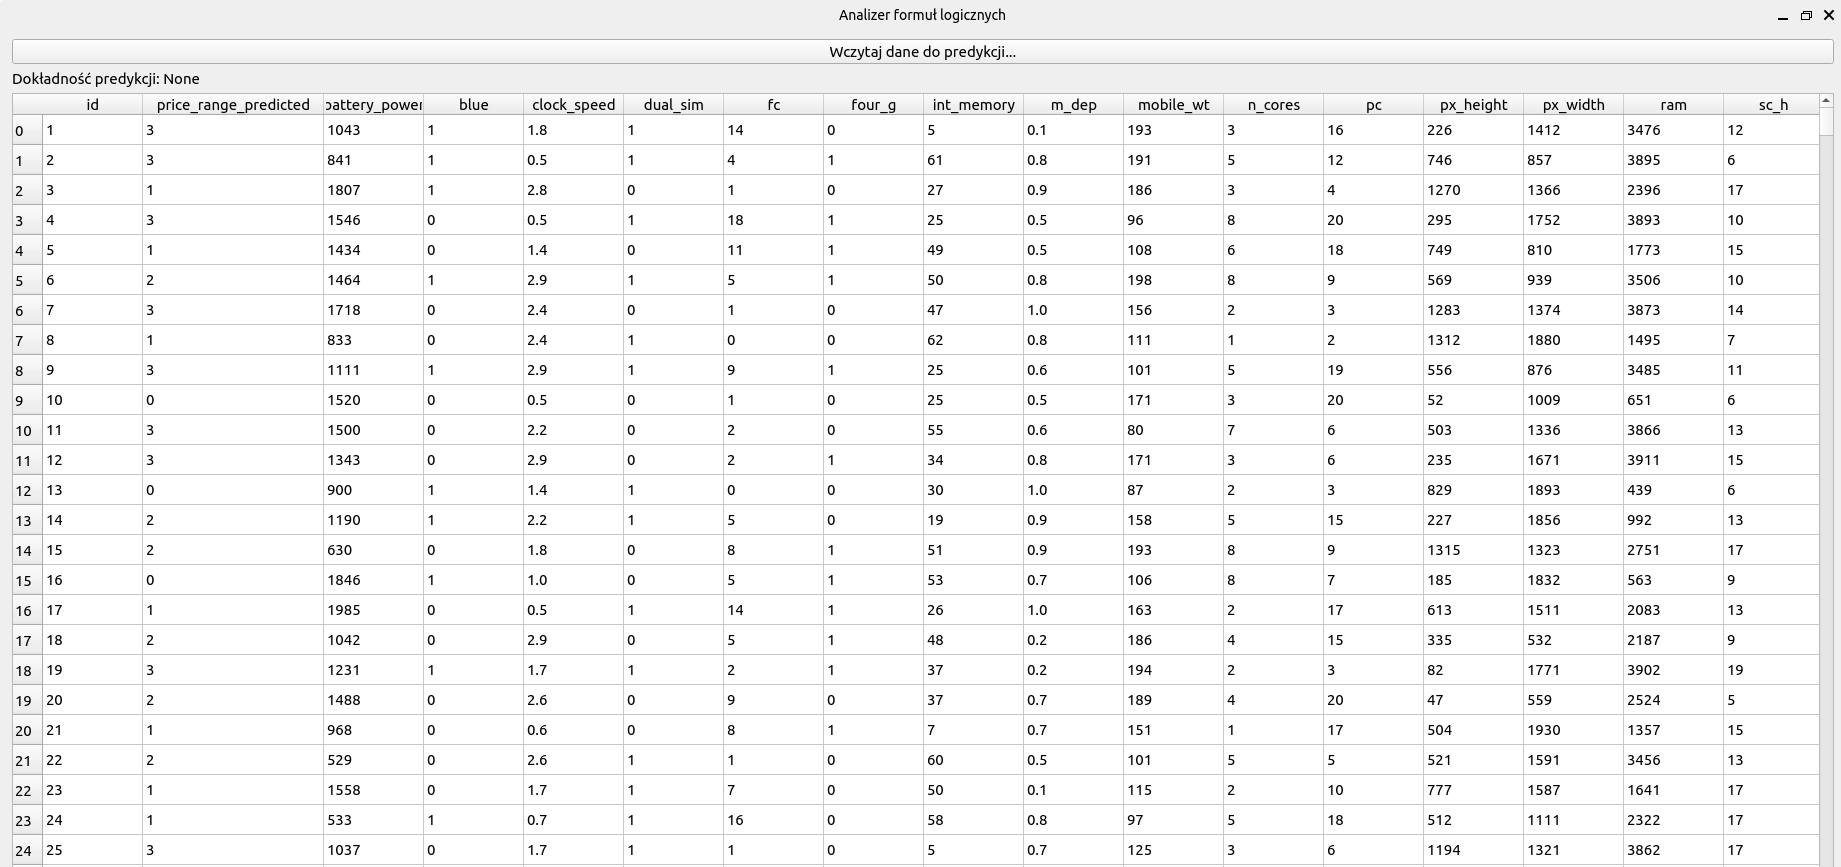 Analizer formuł logicznych
Wczytaj dane do predykcji...
Dokładność predykcji: None
id price_range_predicted battery_power blue clock_speed dual_sim fc four_g int_memory m_dep mobile_wt n_cores pc px_height px_width ram sc_h
0 1 3 1043 1 1.8 1 14 0 5 0.1 193 3 16 226 1412 3476 12
1 2 3 841 1 0.5 1 4 1 61 0.8 191 5 12 746 857 3895 6
2 3 1 1807 1 2.8 0 1 0 27 0.9 186 3 4 1270 1366 2396 17
3 4 3 1546 0 0.5 1 18 1 25 0.5 96 8 20 295 1752 3893 10
4 5 1 1434 0 1.4 0 11 1 49 0.5 108 6 18 749 810 1773 15
5 6 2 1464 1 2.9 1 5 1 50 0.8 198 8 9 569 939 3506 10
6 7 3 1718 0 2.4 0 1 0 47 1.0 156 2 3 1283 1374 3873 14
7 8 1 833 0 2.4 1 0 0 62 0.8 111 1 2 1312 1880 1495 7
8 9 3 1111 1 2.9 1 9 1 25 0.6 101 5 19 556 876 3485 11
9 10 0 1520 0 0.5 0 1 0 25 0.5 171 3 20 52 1009 651 6
10 11 3 1500 0 2.2 0 2 0 55 0.6 80 7 6 503 1336 3866 13
11 12 3 1343 0 2.9 0 2 1 34 0.8 171 3 6 235 1671 3911 15
12 13 0 900 1 1.4 1 0 0 30 1.0 87 2 3 829 1893 439 6
13 14 2 1190 1 2.2 1 5 0 19 0.9 158 5 15 227 1856 992 13
14 15 2 630 0 1.8 0 8 1 51 0.9 193 8 9 1315 1323 2751 17
15 16 0 1846 1 1.0 0 5 1 53 0.7 106 8 7 185 1832 563 9
16 17 1 1985 0 0.5 1 14 1 26 1.0 163 2 17 613 1511 2083 13
17 18 2 1042 0 2.9 0 5 1 48 0.2 186 4 15 335 532 2187 9
18 19 3 1231 1 1.7 1 2 1 37 0.2 194 2 3 82 1771 3902 19
19 20 2 1488 0 2.6 0 9 0 37 0.7 189 4 20 47 559 2524 5
20 21 1 968 0 0.6 0 8 1 7 0.7 151 1 17 504 1930 1357 15
21 22 2 529 0 2.6 1 1 0 60 0.5 101 5 5 521 1591 3456 13
22 23 1 1558 0 1.7 1 7 0 50 0.1 115 2 10 777 1587 1641 17
23 24 1 533 1 0.7 1 16 0 58 0.8 97 5 18 512 1111 2322 17
24 25 3 1037 0 1.7 1 1 0 5 0.7 125 3 6 1194 1321 3862 17